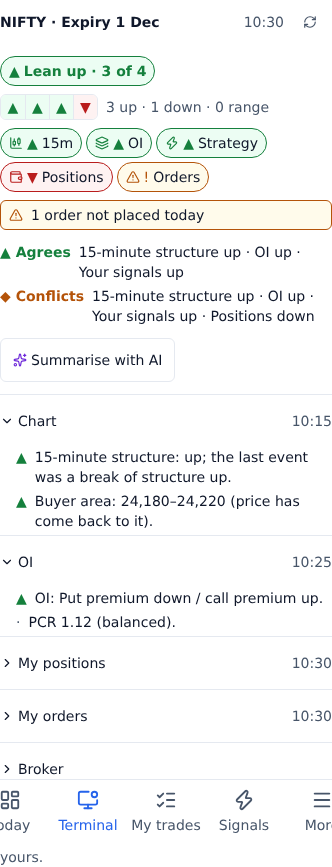 NIFTY · Expiry 1 Dec 10:30
▲ Lean up · 3 of 4
▲ ▲ ▲ ▼ 3 up · 1 down · 0 range
▲ 15m ▲ OI ▲ Strategy
▼ Positions ! Orders
1 order not placed today
▲ Agrees 15-minute structure up · OI up ·
Your signals up
◆ Conflicts 15-minute structure up · OI up ·
Your signals up · Positions down
Summarise with AI
Chart 10:15
▲ 15-minute structure: up; the last event
was a break of structure up.
▲ Buyer area: 24,180–24,220 (price has
come back to it).
OI 10:25
▲ OI: Put premium down / call premium up.
· PCR 1.12 (balanced).
My positions 10:30
My orders 10:30
Broker
oday Terminal My trades Signals Mor
yours.